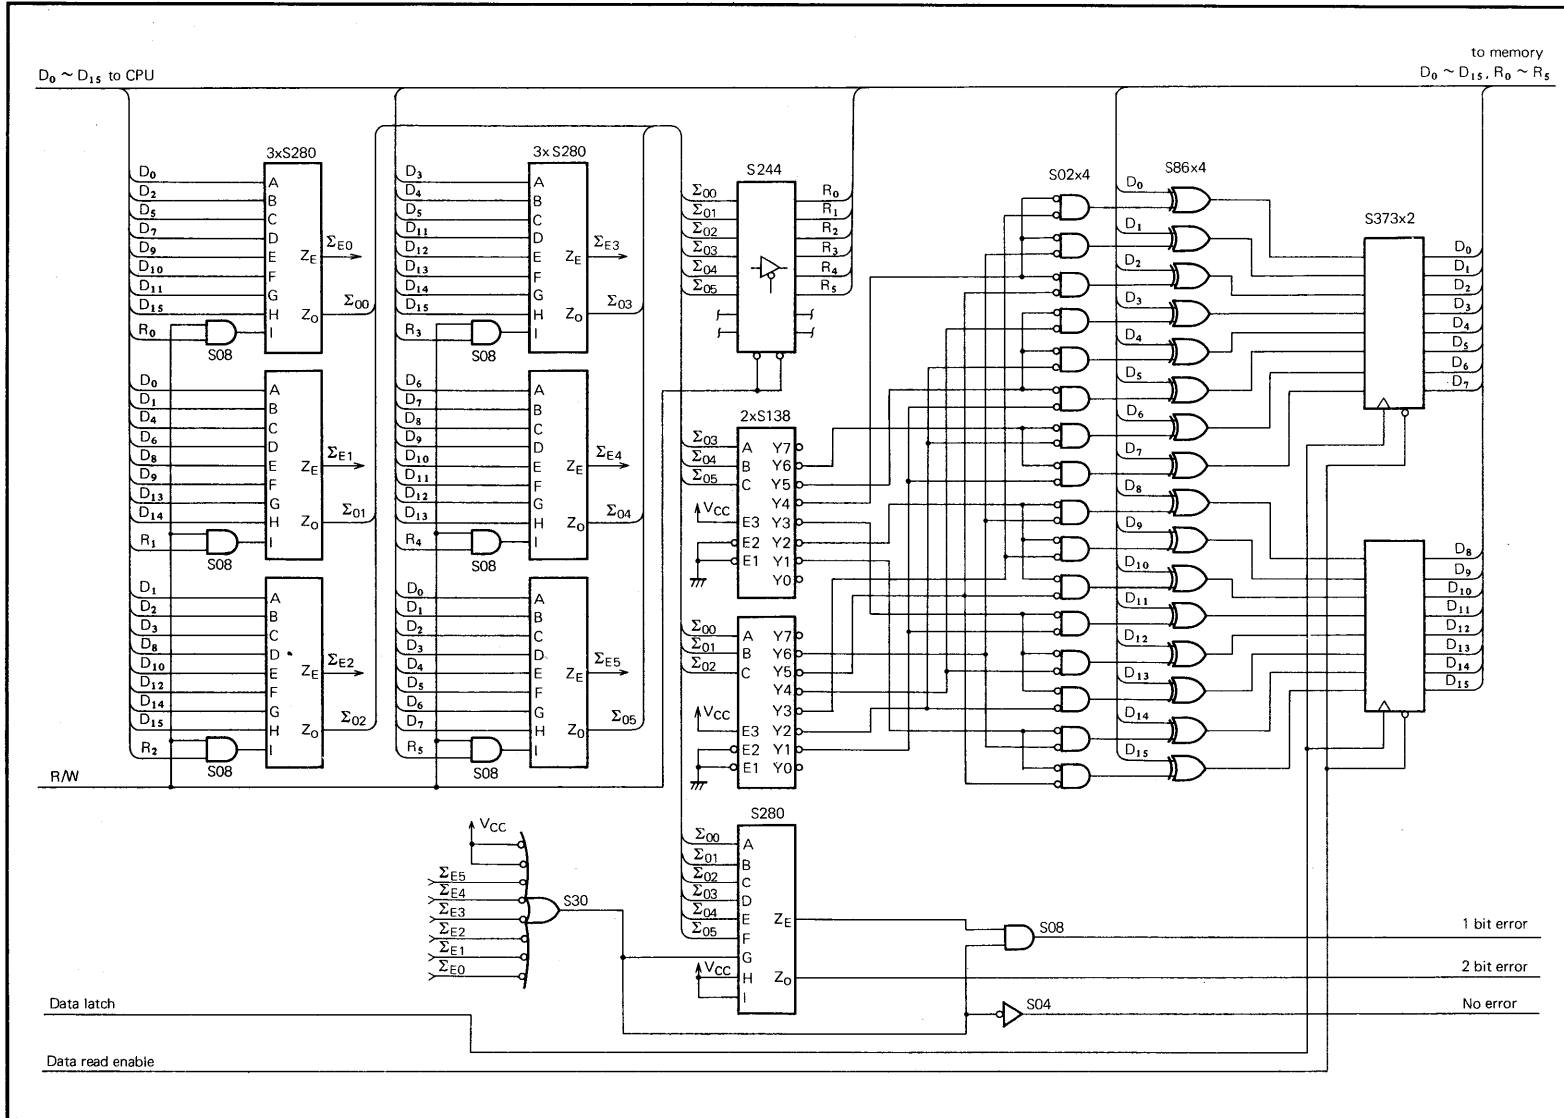 D₀ ~ D₁₅ to CPU
to memory
D₀ ~ D₁₅, R₀ ~ R₅
3xS280
D₀ A
D₂ B
D₅ C
D₇ D
D₉ E Z_E Σ_E0
D₁₀ F
D₁₁ G
D₁₅ H Z_O Σ₀₀
R₀ I
S08
D₀ A
D₁ B
D₄ C
D₆ D
D₈ E Z_E Σ_E1
D₉ F
D₁₃ G
D₁₄ H Z_O Σ₀₁
R₁ I
S08
D₁ A
D₂ B
D₃ C
D₈ D
D₁₀ E Z_E Σ_E2
D₁₂ F
D₁₄ G
D₁₅ H Z_O Σ₀₂
R₂ I
S08
R/W
3xS280
D₃ A
D₄ B
D₅ C
D₁₁ D
D₁₂ E Z_E Σ_E3
D₁₃ F
D₁₄ G
D₁₅ H Z_O Σ₀₃
R₃ I
S08
D₆ A
D₇ B
D₈ C
D₉ D
D₁₀ E Z_E Σ_E4
D₁₁ F
D₁₂ G
D₁₃ H Z_O Σ₀₄
R₄ I
S08
D₀ A
D₁ B
D₂ C
D₃ D
D₄ E Z_E Σ_E5
D₅ F
D₆ G
D₇ H Z_O Σ₀₅
R₅ I
S08
S244
Σ₀₀ R₀
Σ₀₁ R₁
Σ₀₂ R₂
Σ₀₃ R₃
Σ₀₄ R₄
Σ₀₅ R₅
2xS138
Y7
Σ₀₃ A Y6
Σ₀₄ B Y5
Σ₀₅ C Y4
V_CC E3 Y3
E2 Y2
E1 Y1
Y0
Σ₀₀ A Y7
Σ₀₁ B Y6
Σ₀₂ C Y5
Y4
V_CC E3 Y3
E2 Y2
E1 Y1
Y0
S280
Σ₀₀ A
Σ₀₁ B
Σ₀₂ C
Σ₀₃ D
Σ₀₄ E Z_E
Σ₀₅ F
G
V_CC H Z_O
I
V_CC
Σ_E5
Σ_E4
Σ_E3
Σ_E2
Σ_E1
Σ_E0
S30
S02x4
S86x4
D₀
D₁
D₂
D₃
D₄
D₅
D₆
D₇
D₈
D₉
D₁₀
D₁₁
D₁₂
D₁₃
D₁₄
D₁₅
S373x2
D₀
D₁
D₂
D₃
D₄
D₅
D₆
D₇
D₈
D₉
D₁₀
D₁₁
D₁₂
D₁₃
D₁₄
D₁₅
S08
1 bit error
2 bit error
S04
No error
Data latch
Data read enable